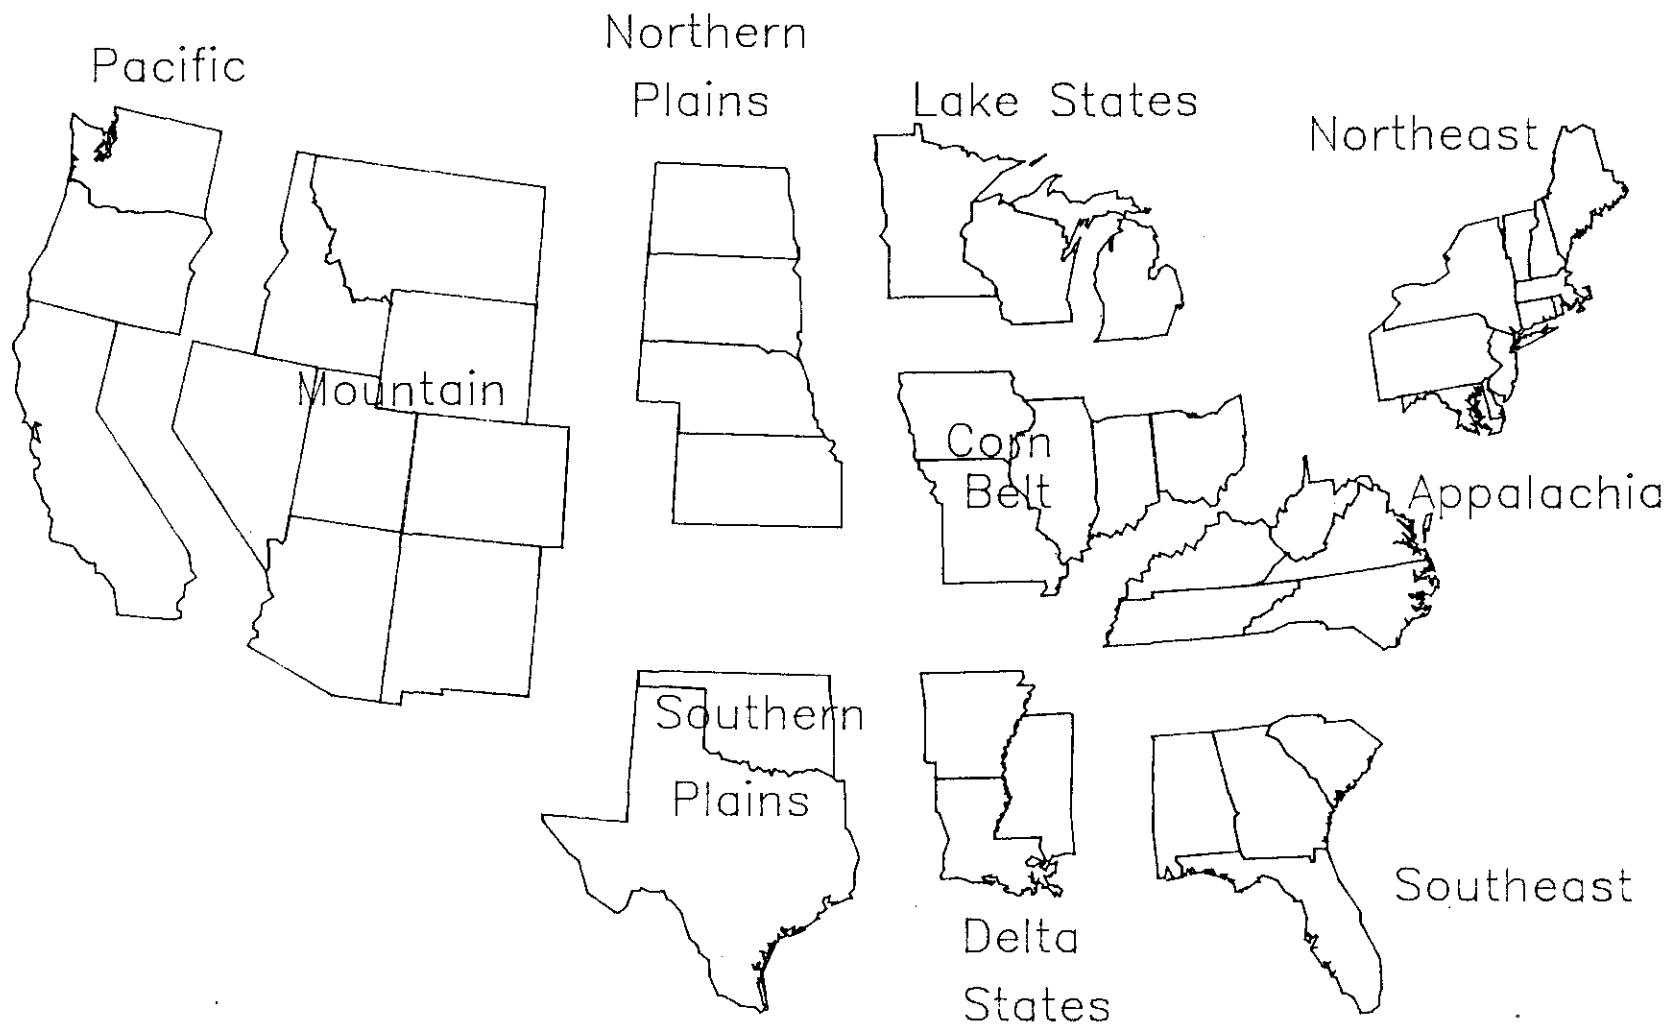 Pacific
Northern
Plains
Lake States
Northeast
Mountain
Corn
Belt
Appalachia
Southern
Plains
Delta
States
Southeast